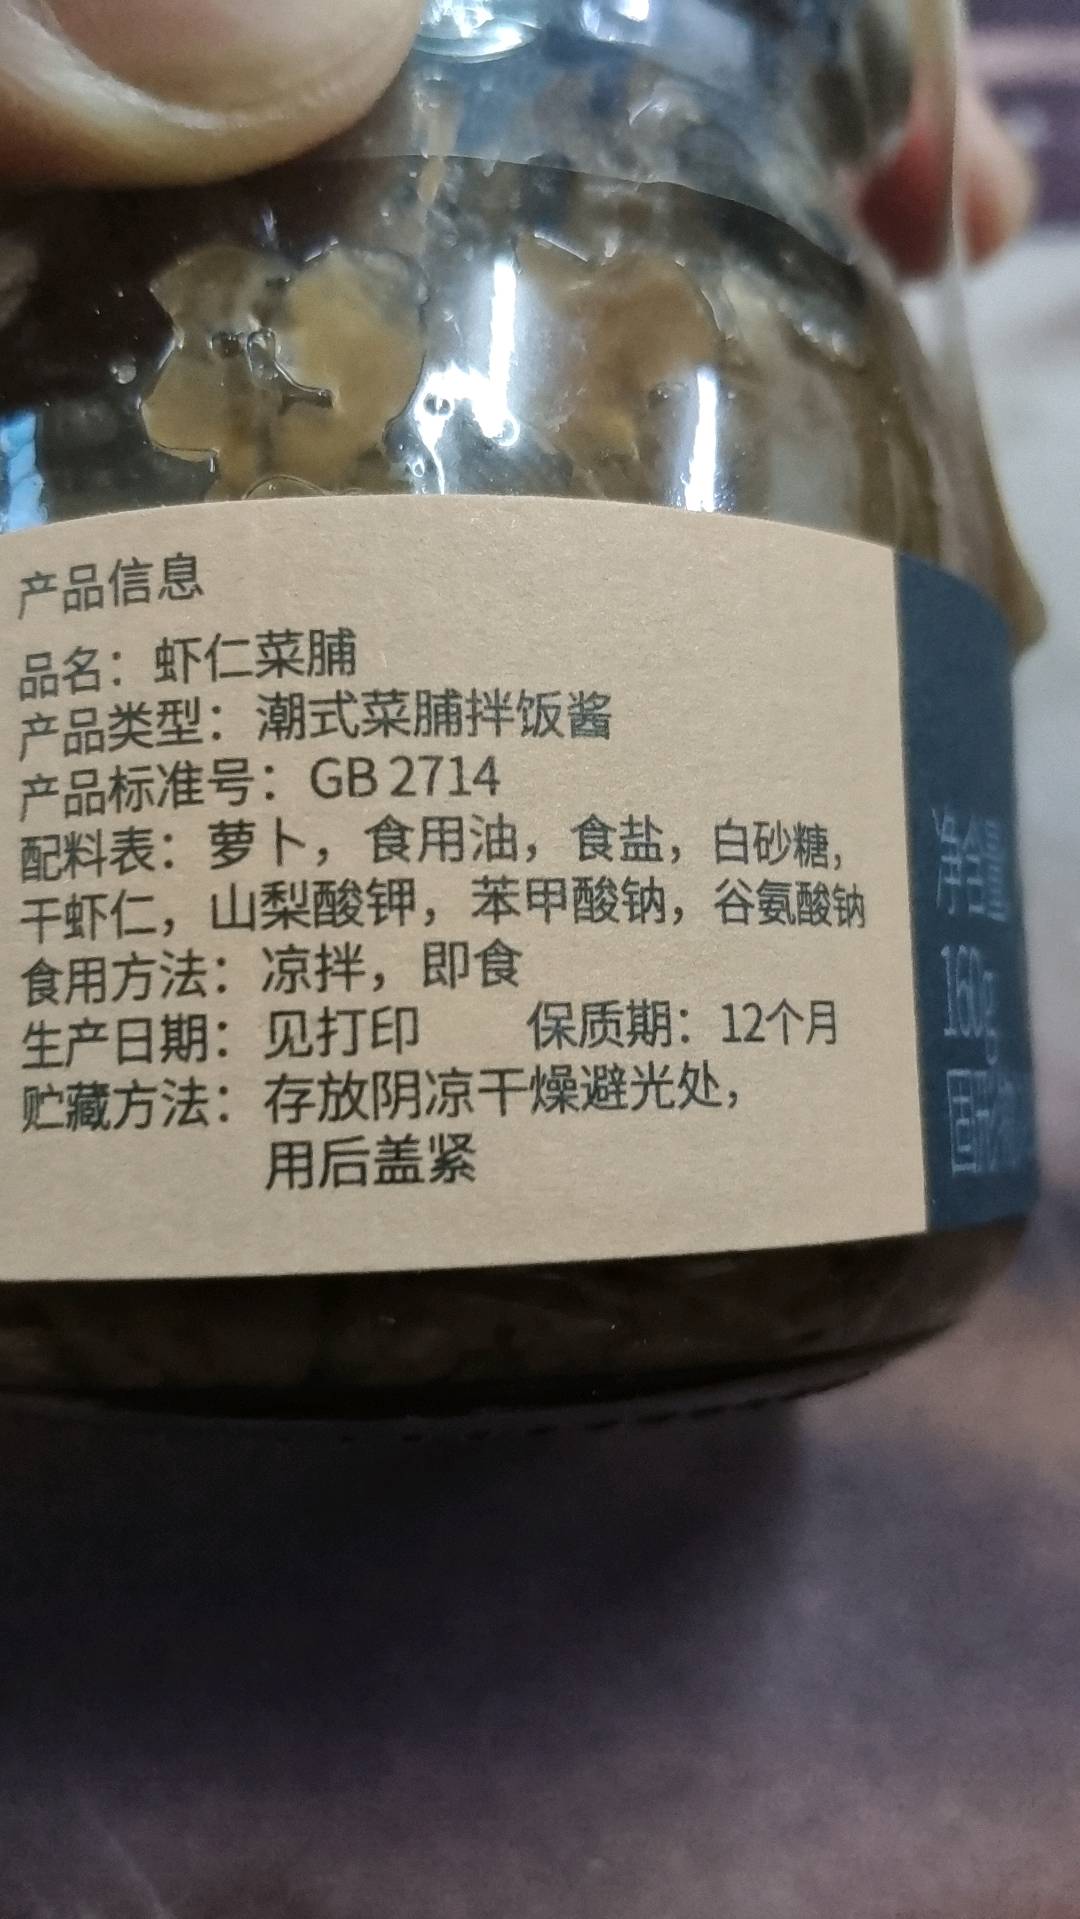 产品信息
品名：虾仁菜脯
产品类型：潮式菜脯拌饭酱
产品标准号：GB 2714
配料表：萝卜，食用油，食盐，白砂糖，
干虾仁，山梨酸钾，苯甲酸钠，谷氨酸钠
食用方法：凉拌，即食
生产日期：见打印 保质期：12个月
贮藏方法：存放阴凉干燥避光处，
用后盖紧
净含量
160g
固形物